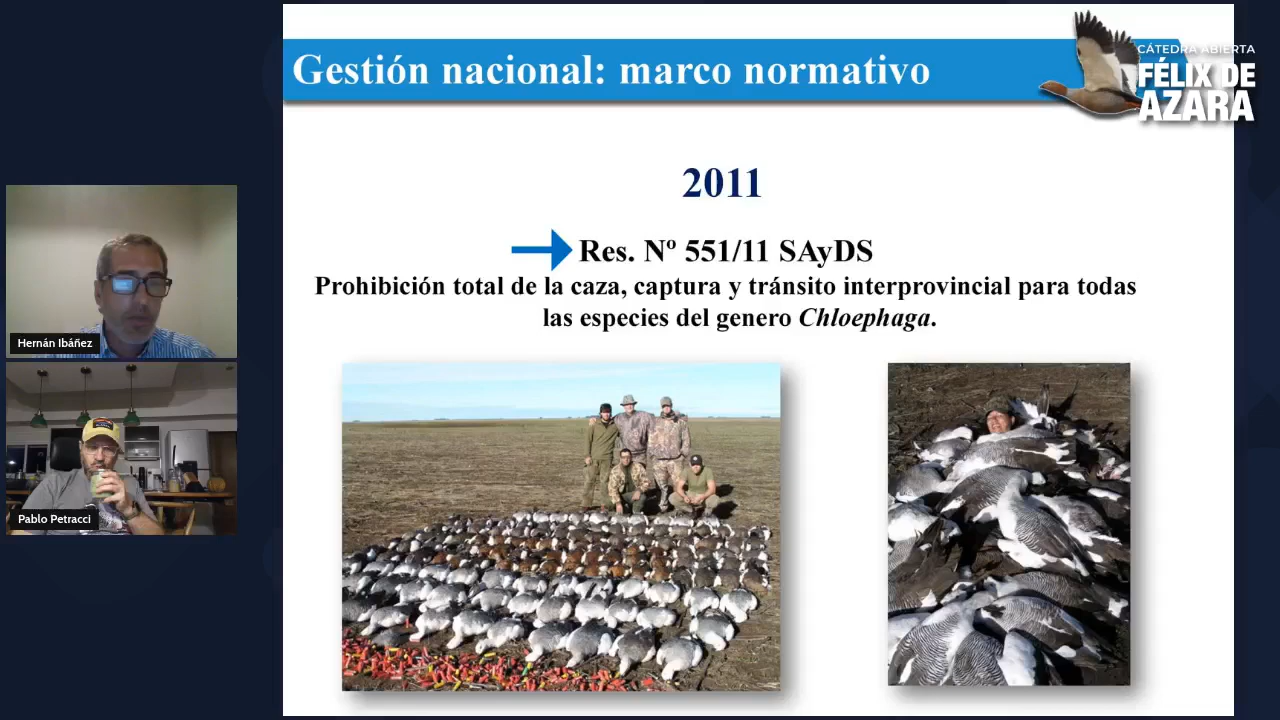 Gestión nacional: marco normativo
CÁTEDRA ABIERTA
FÉLIX DE
AZARA
2011
Res. Nº 551/11 SAyDS
Prohibición total de la caza, captura y tránsito interprovincial para todas
las especies del genero Chloephaga.
Hernán Ibáñez
Pablo Petracci